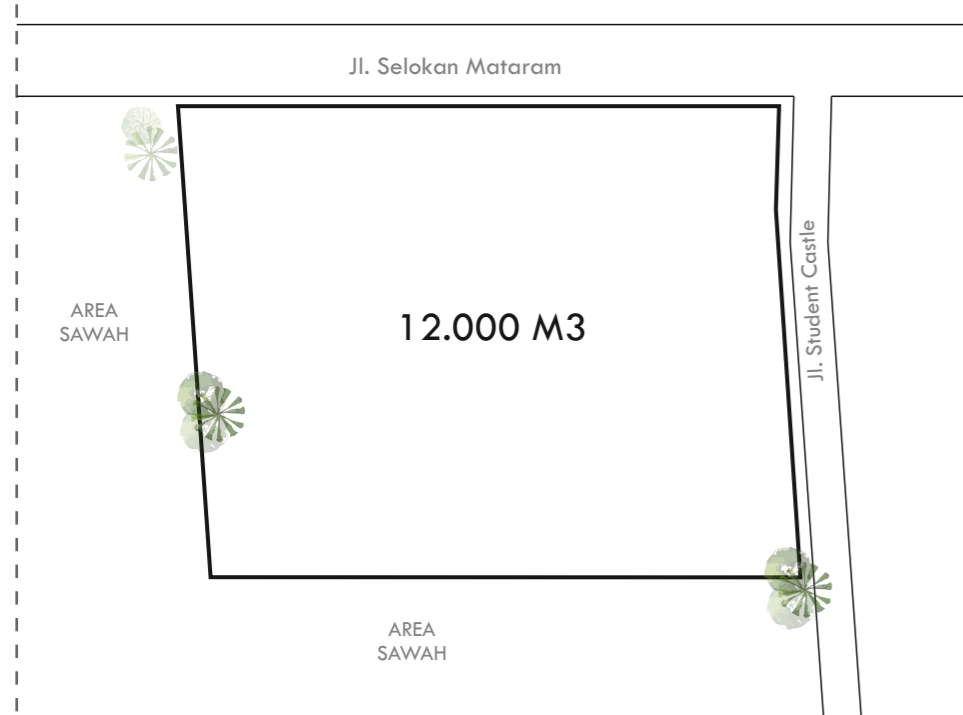 Jl. Selokan Mataram
AREA
SAWAH
12.000 M3
Jl. Student Castle
AREA
SAWAH